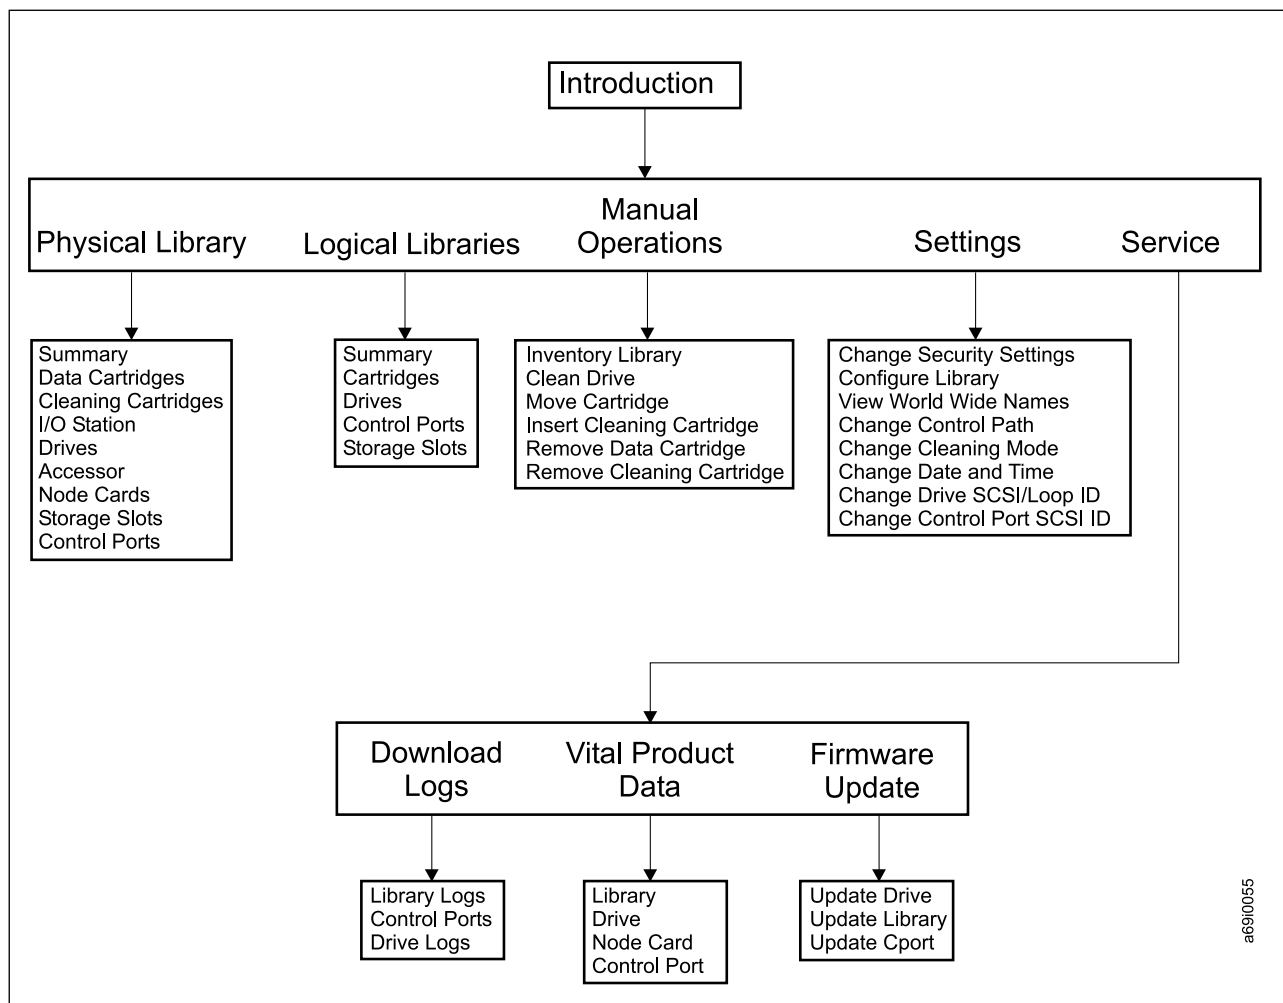 Introduction
Physical Library
Logical Libraries
Manual
Operations
Settings
Service
Summary
Data Cartridges
Cleaning Cartridges
I/O Station
Drives
Accessor
Node Cards
Storage Slots
Control Ports
Summary
Cartridges
Drives
Control Ports
Storage Slots
Inventory Library
Clean Drive
Move Cartridge
Insert Cleaning Cartridge
Remove Data Cartridge
Remove Cleaning Cartridge
Change Security Settings
Configure Library
View World Wide Names
Change Control Path
Change Cleaning Mode
Change Date and Time
Change Drive SCSI/Loop ID
Change Control Port SCSI ID
Download
Logs
Vital Product
Data
Firmware
Update
Library Logs
Control Ports
Drive Logs
Library
Drive
Node Card
Control Port
Update Drive
Update Library
Update Cport
a69i0055